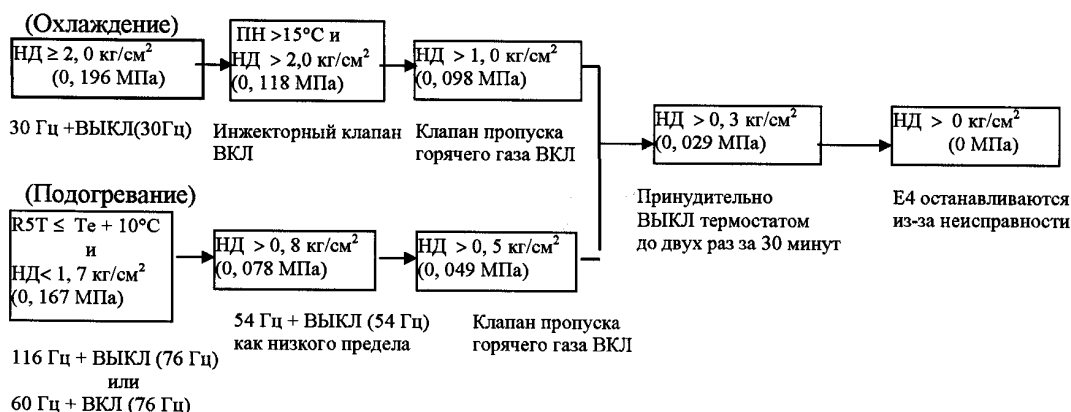 (Охлаждение)
НД ≥ 2, 0 кг/см²
(0, 196 МПа)
30 Гц +ВЫКЛ(30Гц)
ПН >15°С и
НД > 2,0 кг/см²
(0, 118 МПа)
Инжекторный клапан
ВКЛ
НД > 1, 0 кг/см²
(0, 098 МПа)
Клапан пропуска
горячего газа ВКЛ
(Подогревание)
R5T ≤ Te + 10°C
и
НД< 1, 7 кг/см²
(0, 167 МПа)
116 Гц + ВЫКЛ (76 Гц)
или
60 Гц + ВКЛ (76 Гц)
НД > 0, 8 кг/см²
(0, 078 МПа)
54 Гц + ВЫКЛ (54 Гц)
как низкого предела
НД > 0, 5 кг/см²
(0, 049 МПа)
Клапан пропуска
горячего газа ВКЛ
НД > 0, 3 кг/см²
(0, 029 МПа)
Принудительно
ВЫКЛ термостатом
до двух раз за 30 минут
НД > 0 кг/см²
(0 МПа)
Е4 останавливаются
из-за неисправности